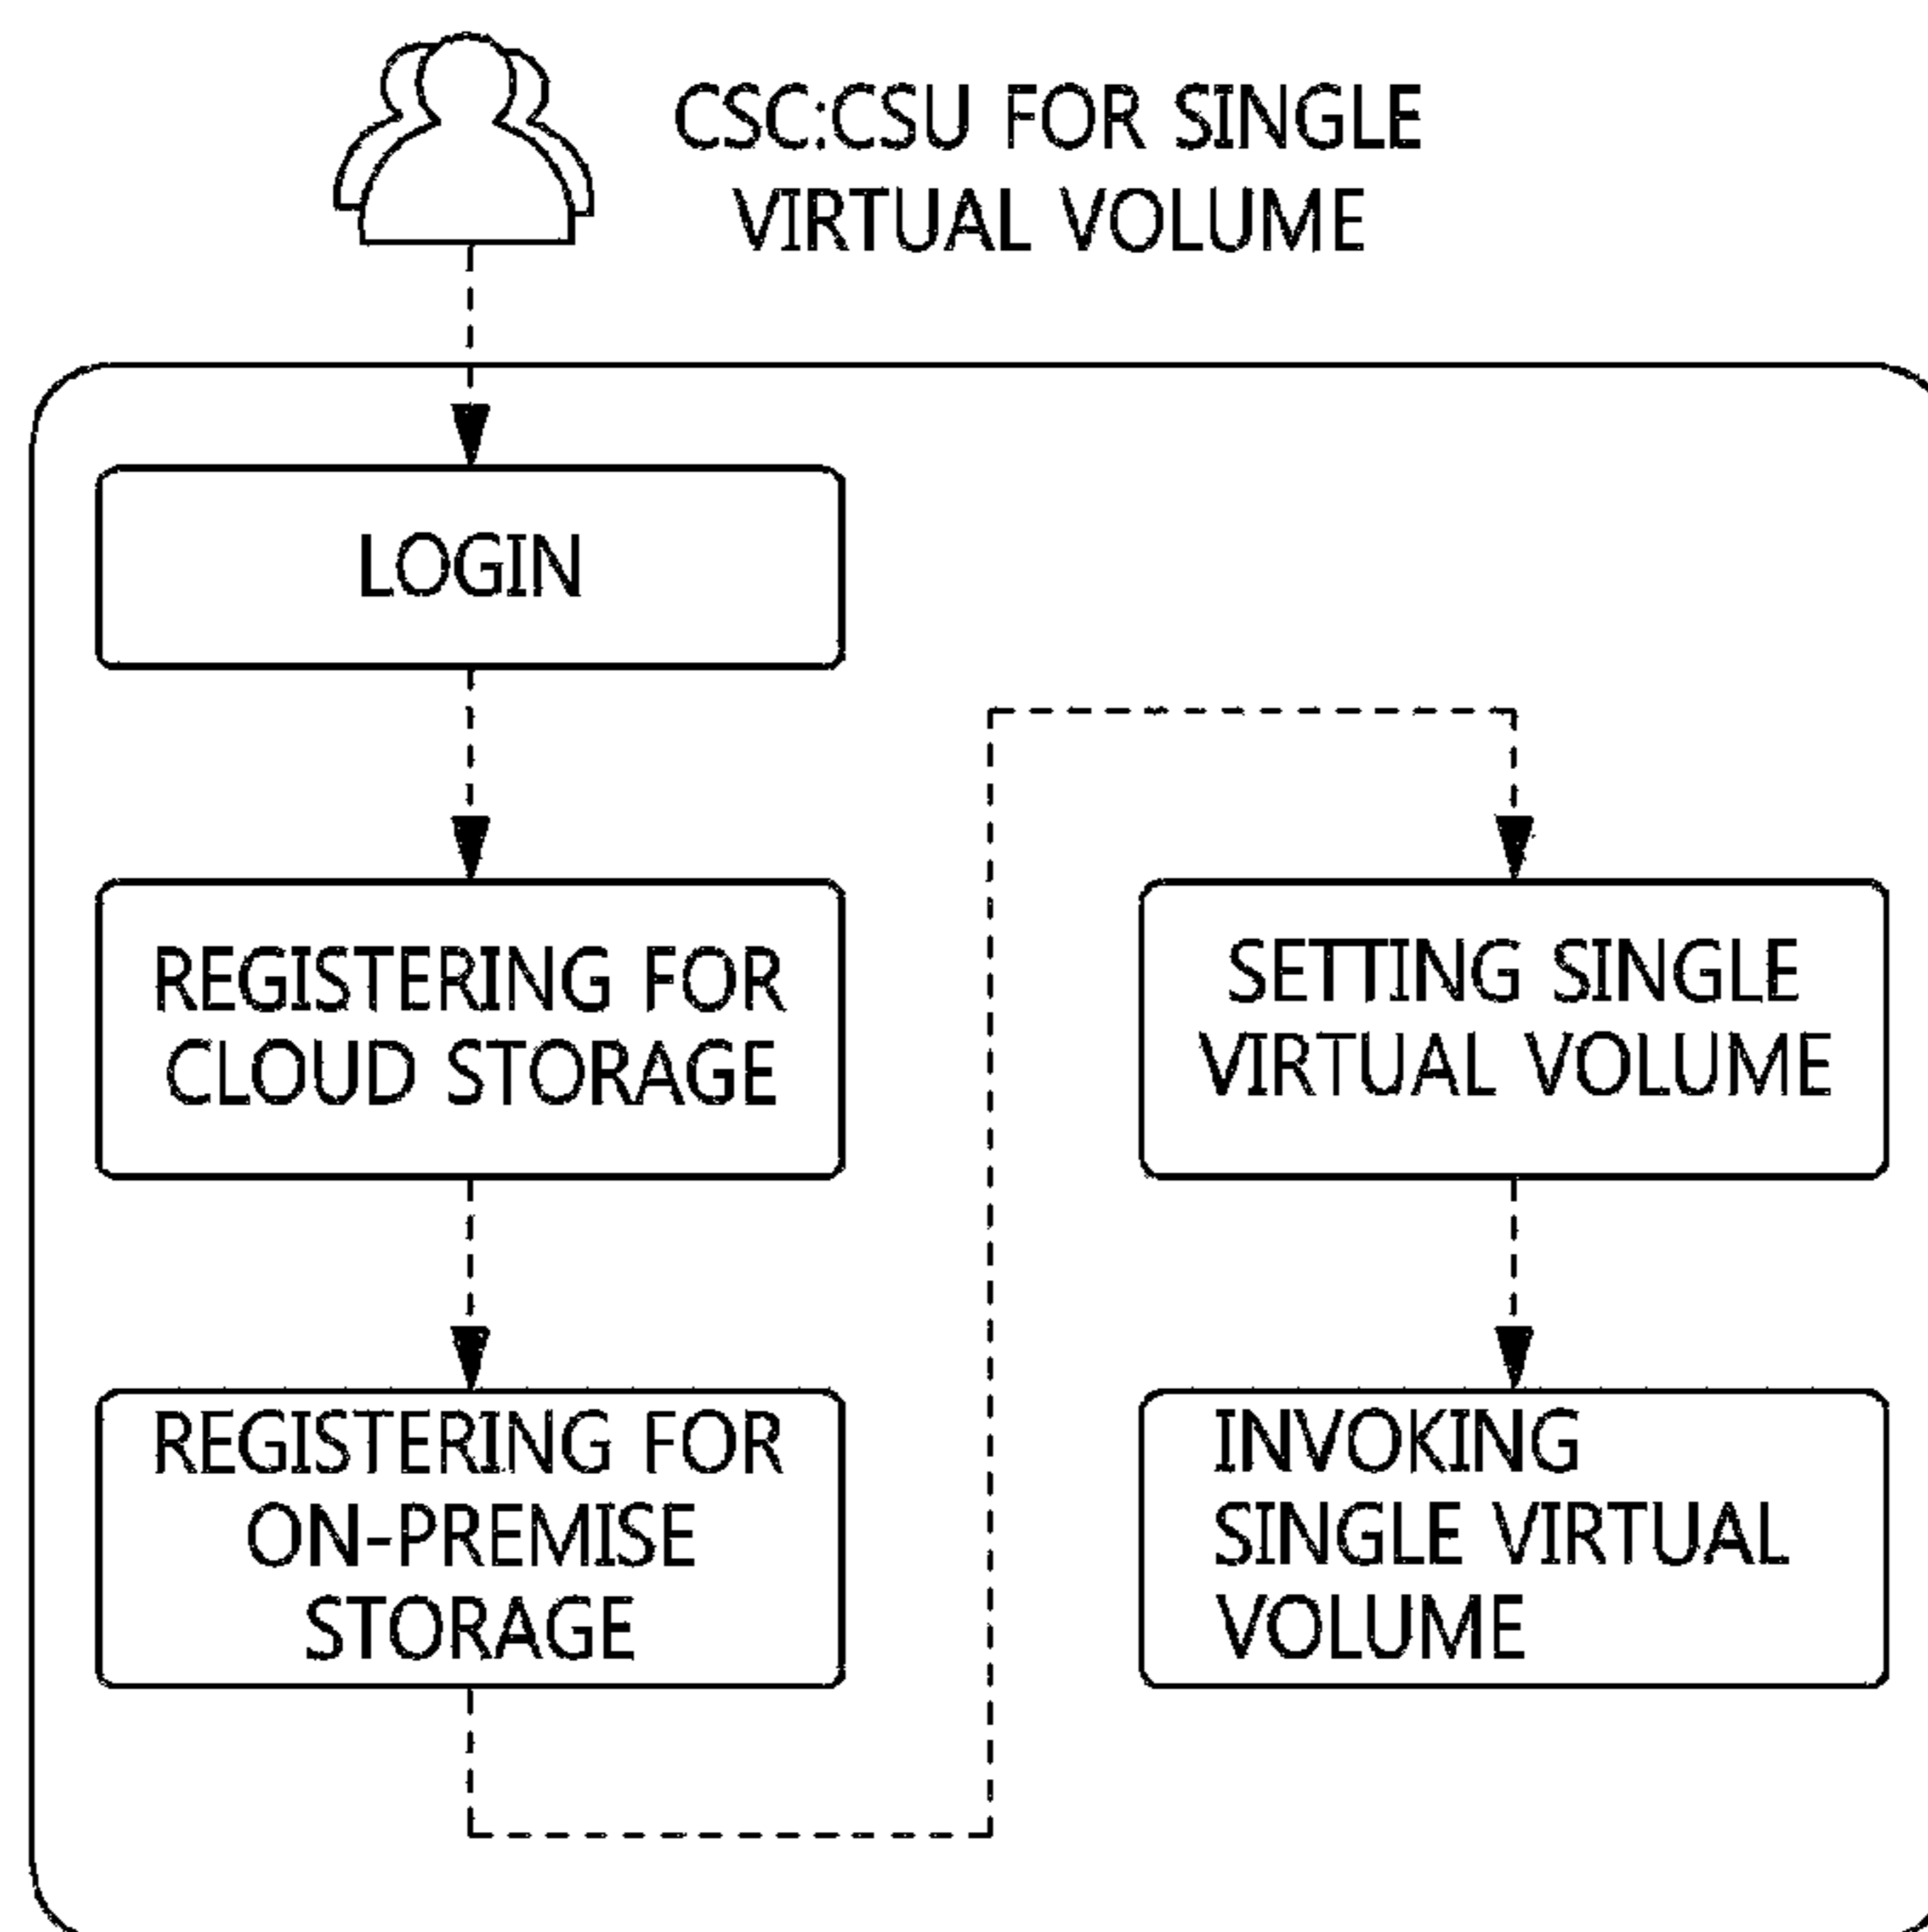 CSC:CSU FOR SINGLE
VIRTUAL VOLUME
LOGIN
REGISTERING FOR
CLOUD STORAGE
REGISTERING FOR
ON-PREMISE
STORAGE
SETTING SINGLE
VIRTUAL VOLUME
INVOKING
SINGLE VIRTUAL
VOLUME